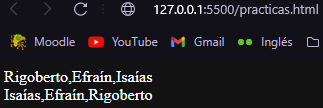 127.0.0.1:5500/practicas.html
Moodle YouTube Gmail Inglés
Rigoberto,Efraín,Isaías
Isaías,Efraín,Rigoberto